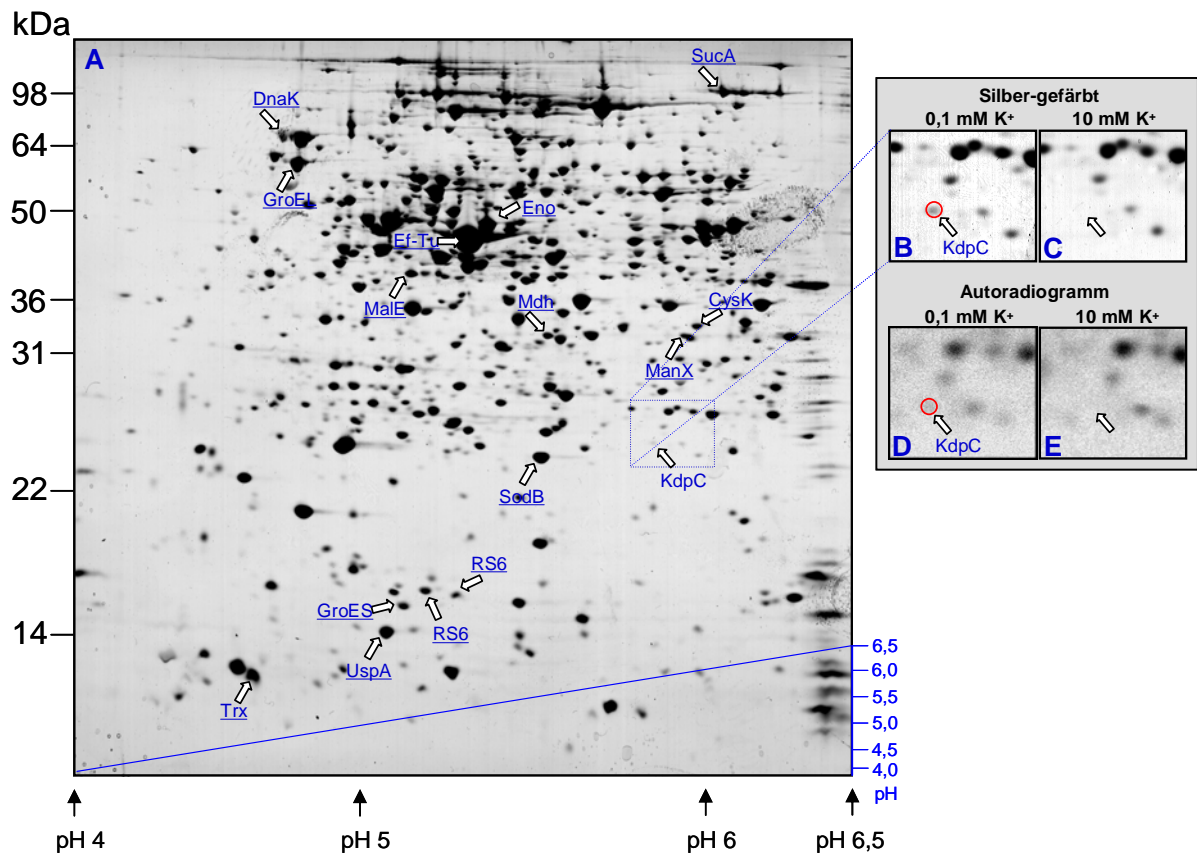 kDa
A
98
64
50
36
31
22
14
SucA
DnaK
GroEL
Eno
Ef-Tu
MalE
Mdh
CysK
ManX
KdpC
SodB
RS6
GroES
RS6
UspA
Trx
6,5
6,0
5,5
5,0
4,5
4,0
pH
pH 4
pH 5
pH 6
pH 6,5
Silber-gefärbt
0,1 mM K+ 10 mM K+
KdpC
B C
Autoradiogramm
0,1 mM K+ 10 mM K+
KdpC
D E